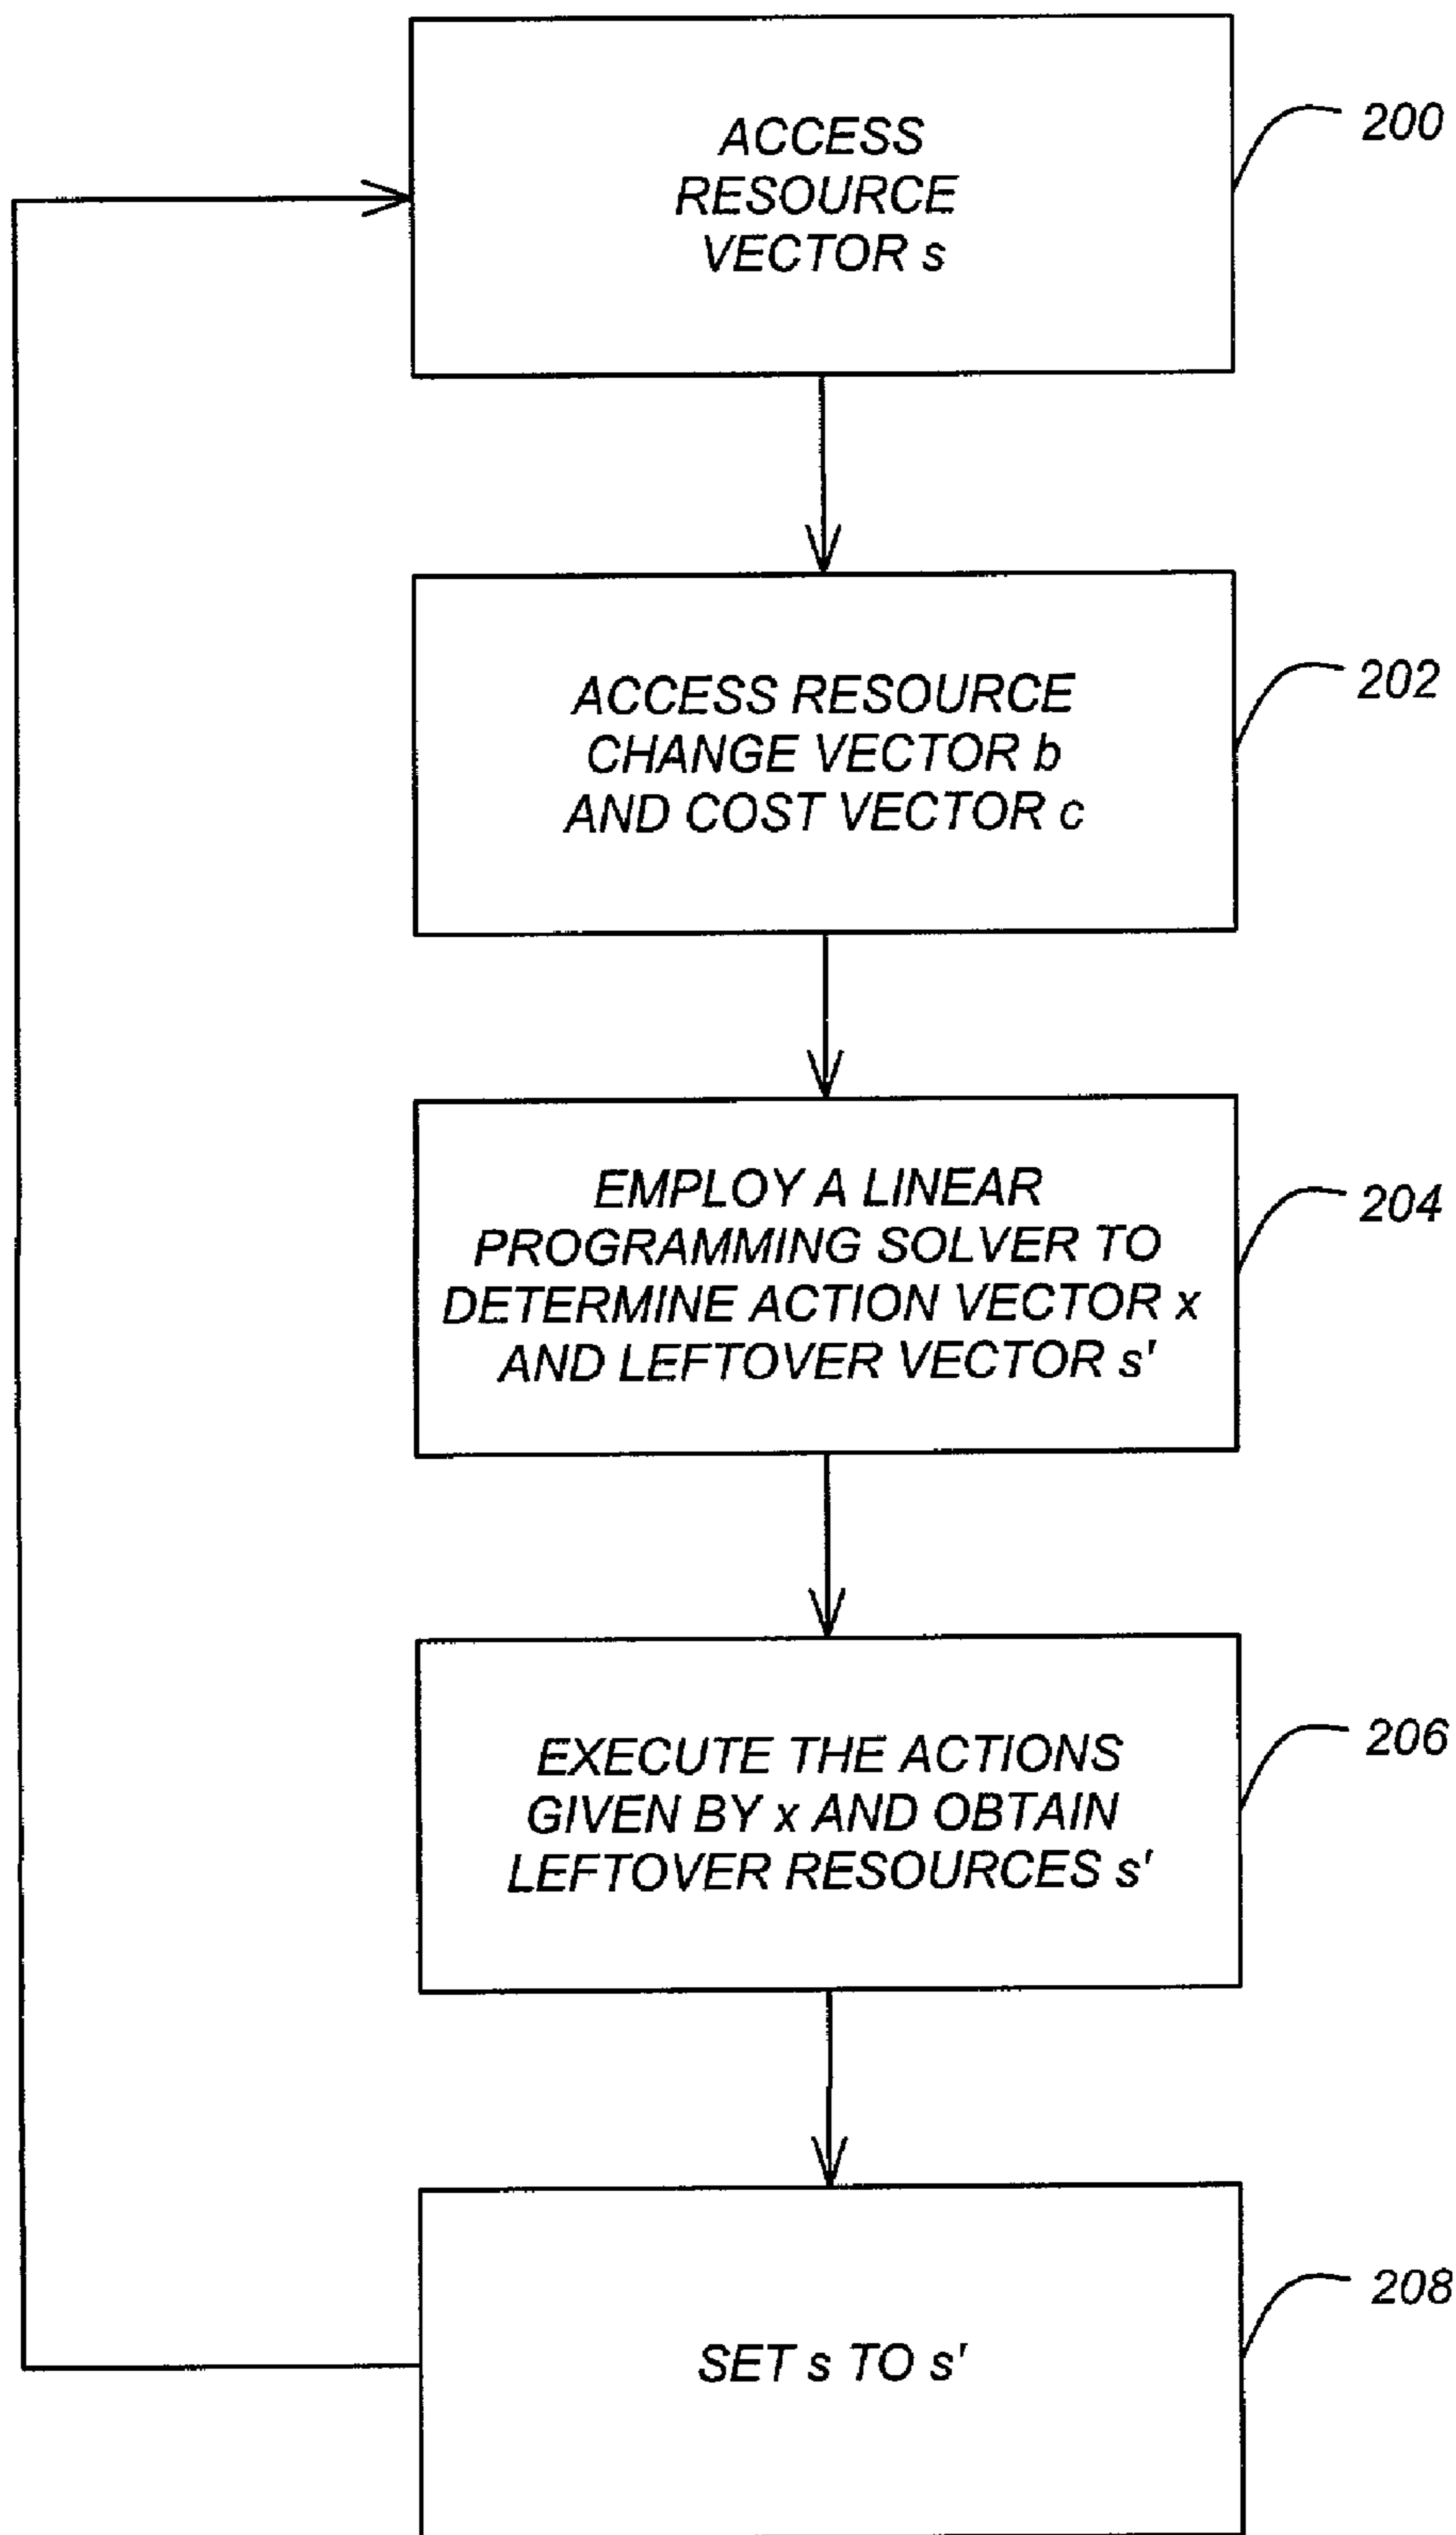 ACCESS
RESOURCE
VECTOR s
200
ACCESS RESOURCE
CHANGE VECTOR b
AND COST VECTOR c
202
EMPLOY A LINEAR
PROGRAMMING SOLVER TO
DETERMINE ACTION VECTOR x
AND LEFTOVER VECTOR s'
204
EXECUTE THE ACTIONS
GIVEN BY x AND OBTAIN
LEFTOVER RESOURCES s'
206
SET s TO s'
208